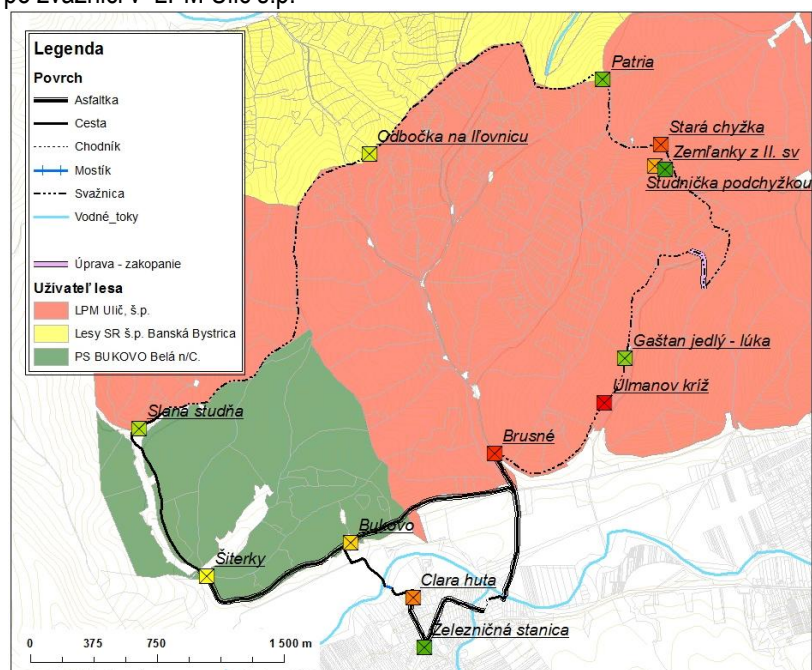 po zvážnici v LPM Ulič š.p.
Legenda
Povrch
Asfaltka
Cesta
Chodník
Mostík
Svažnica
Vodné_toky
Úprava - zakopanie
Užívateľ lesa
LPM Ulič, š.p.
Lesy SR š.p. Banská Bystrica
PS BUKOVO Belá n/C.
Patria
Stará chyžka
Odbočka na Iľovnicu
Zemľanky z II. sv
Studnička podchyžkou
Gaštan jedlý - lúka
Ulmanov kríž
Slaná studňa
Brusné
Bukovo
Šiterky
Clara huta
Železničná stanica
0 375 750 1 500 m